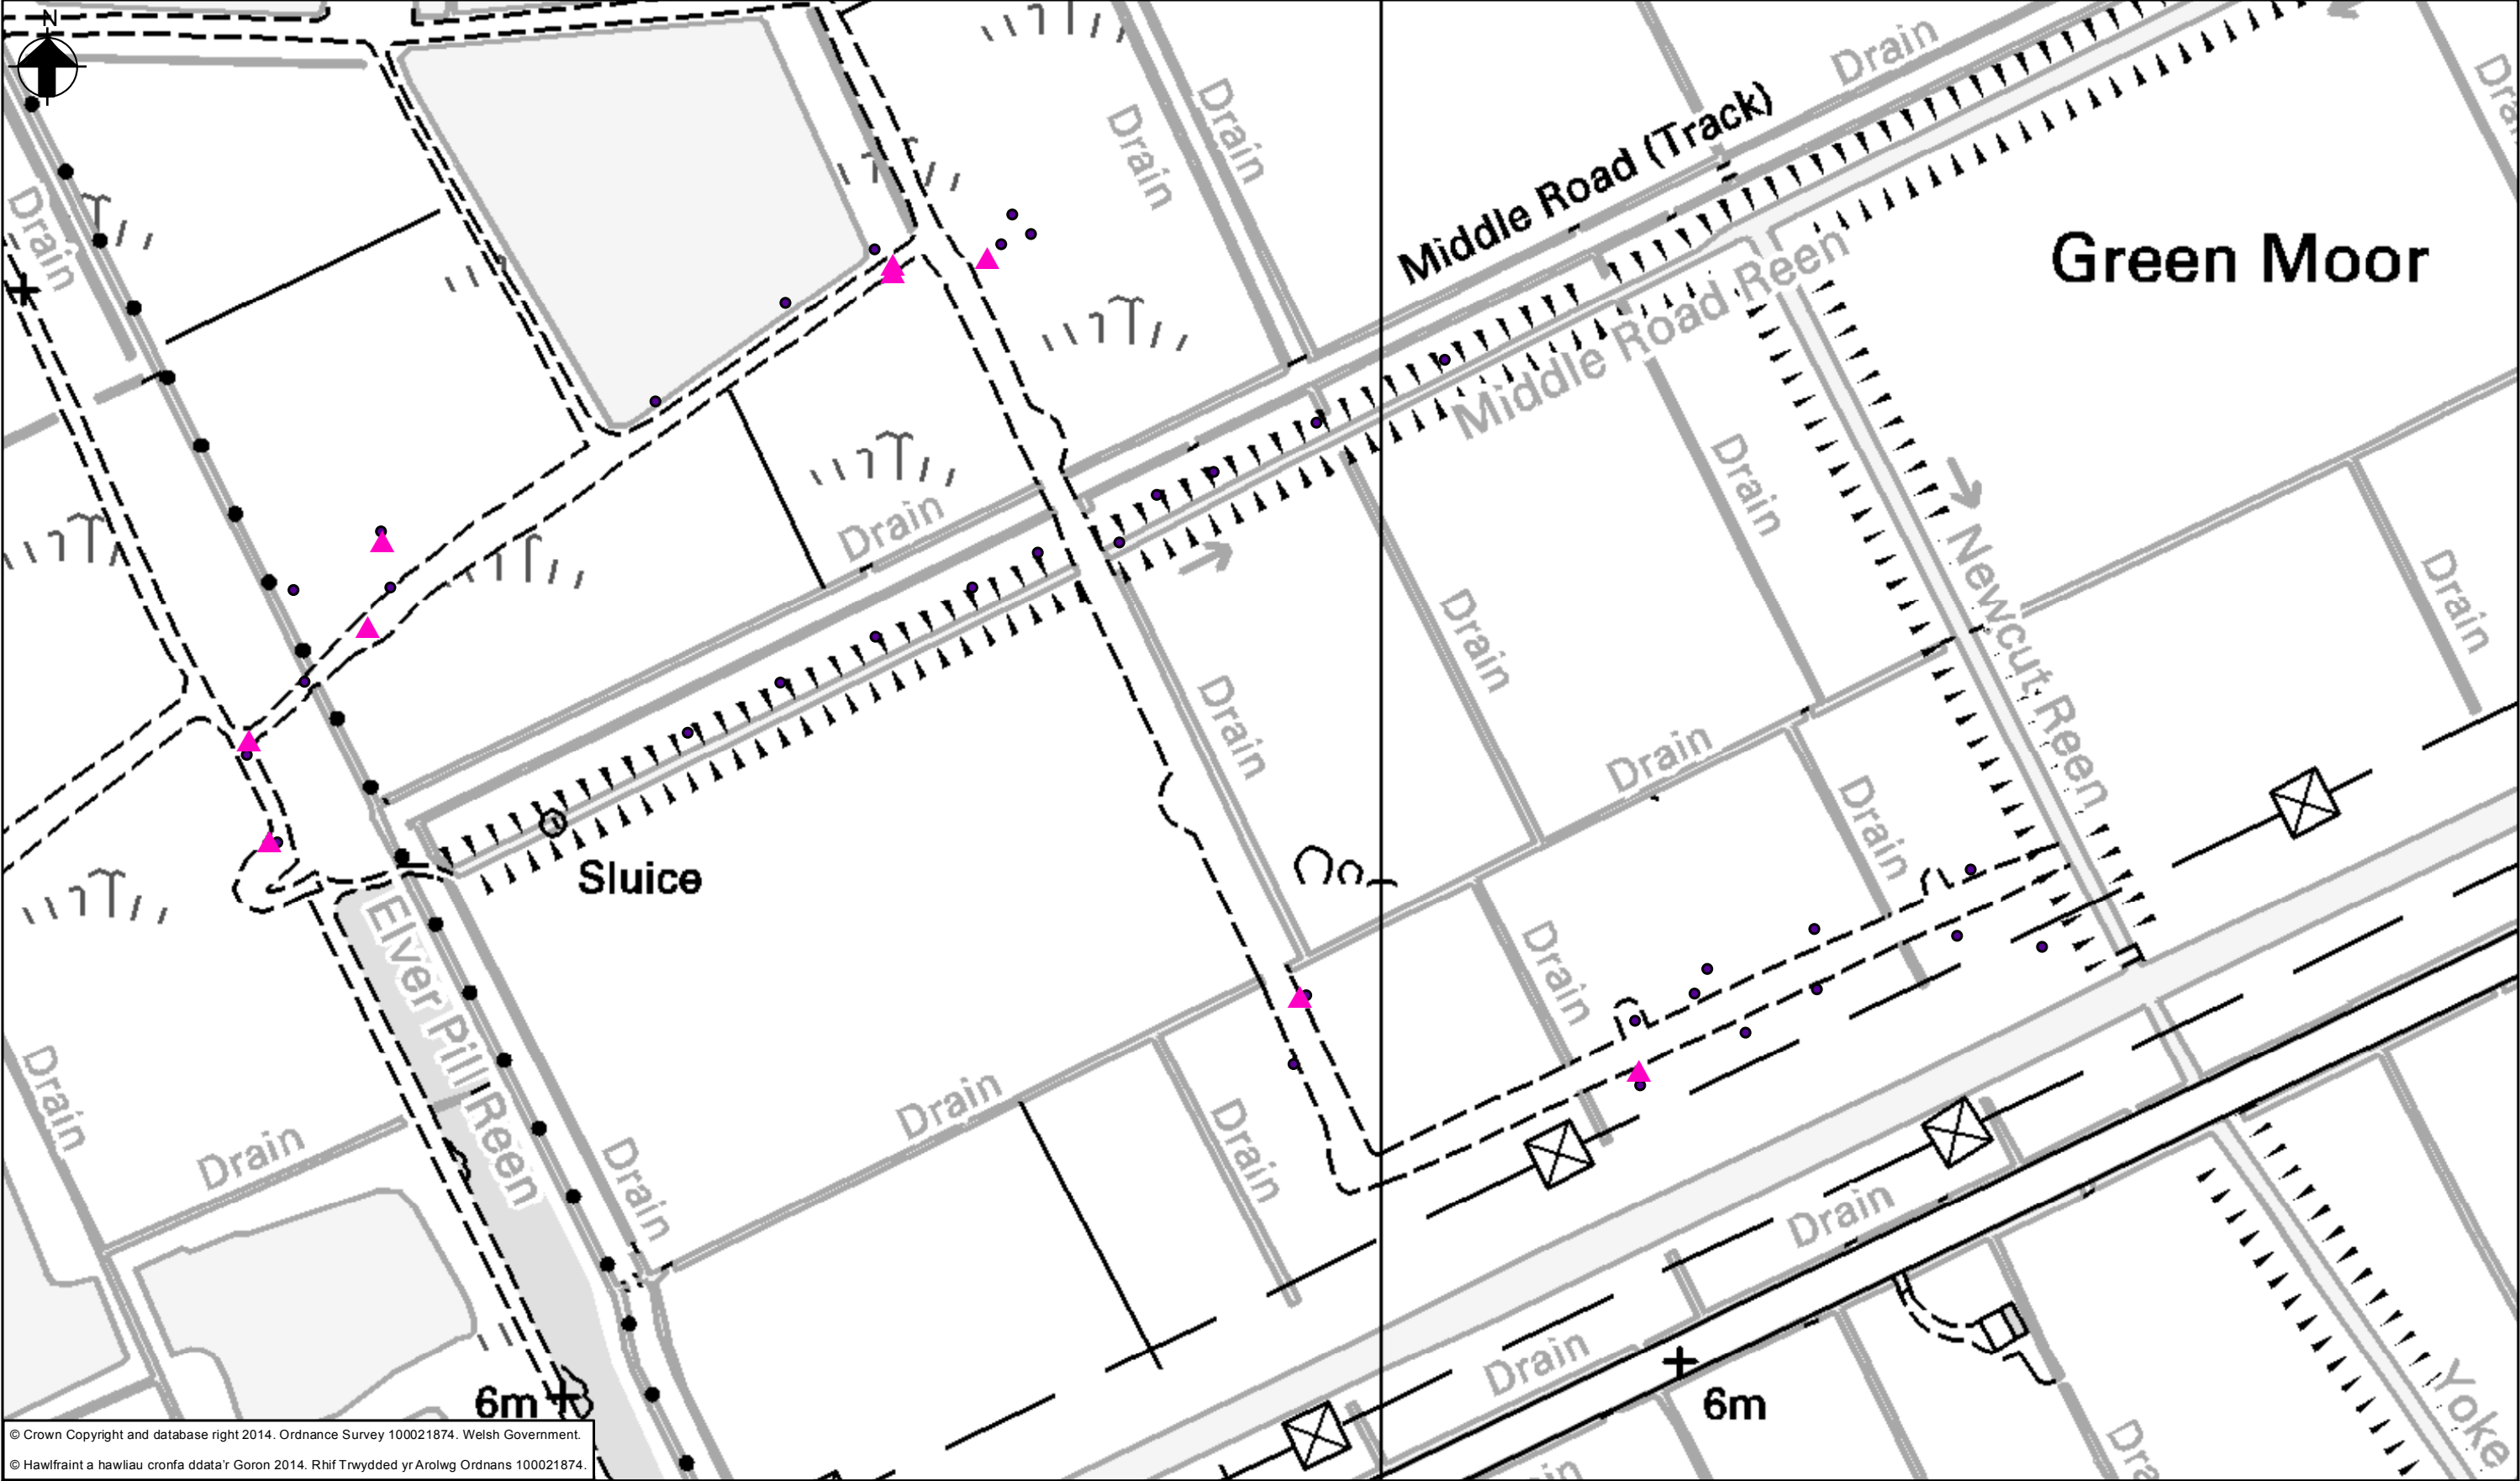 N
Drain
Drain
Drain
Drain
Middle Road (Track)
Green Moor
Middle Road Reen
Drain
Drain
Drain
Newcut Reen
Drain
Drain
Drain
Drain
Drain
Sluice
Elver Pill Reen
Drain
Drain
Drain
Drain
Drain
Drain
Drain
Drain
Yoke
6m
6m
© Crown Copyright and database right 2014. Ordnance Survey 100021874. Welsh Government.
© Hawlfraint a hawliau cronfa ddata'r Goron 2014. Rhif Trwydded yr Arolwg Ordnans 100021874.